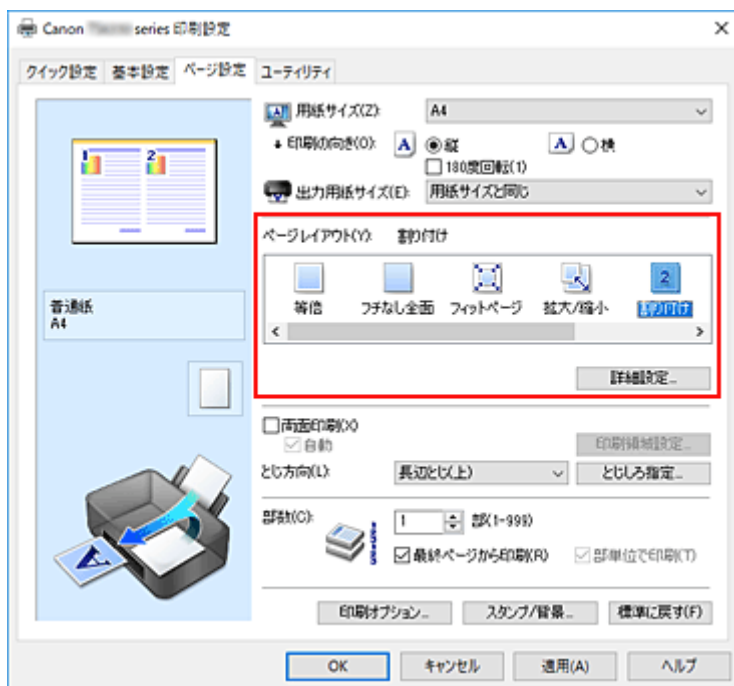 Canon series 印刷設定
クイック設定 基本設定 ページ設定 ユーティリティ
1 2
普通紙
A4
用紙サイズ(Z): A4
印刷の向き(O): A 縦 A 横
180度回転(1)
出力用紙サイズ(E): 用紙サイズと同じ
ページレイアウト(Y): 割り付け
2
等倍 フチなし全面 フィットページ 拡大/縮小 割り付け
詳細設定...
両面印刷(X)
自動 印刷領域設定...
とじ方向(L): 長辺とじ(上) とじしろ指定...
部数(C): 1 部(1-999)
最終ページから印刷(R) 部単位で印刷(T)
印刷オプション... スタンプ/背景... 標準に戻す(F)
OK キャンセル 適用(A) ヘルプ